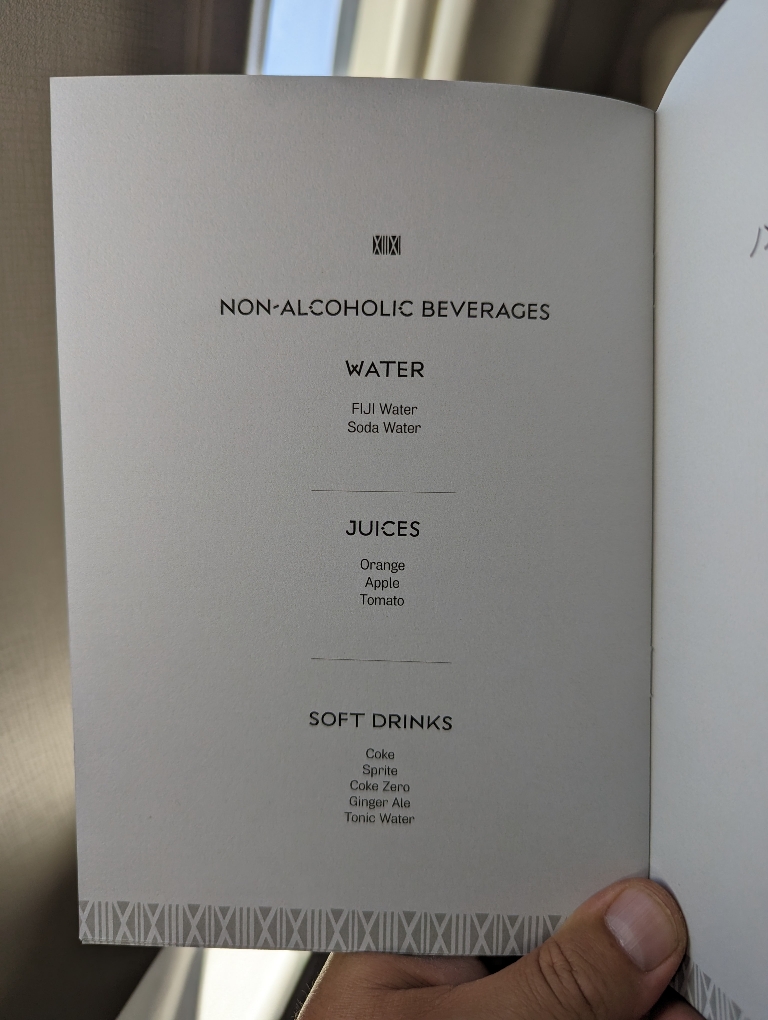 NON-ALCOHOLIC BEVERAGES
WATER
FIJI Water
Soda Water
JUICES
Orange
Apple
Tomato
SOFT DRINKS
Coke
Sprite
Coke Zero
Ginger Ale
Tonic Water